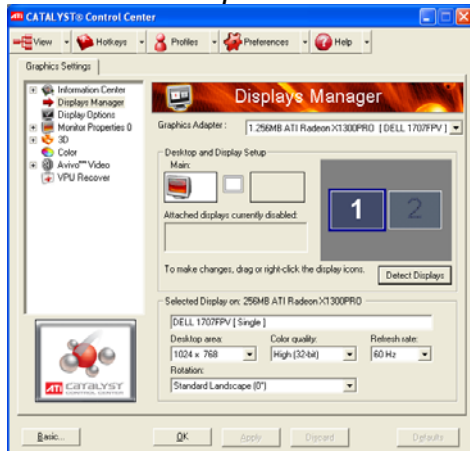 ATI CATALYST® Control Center
View Hotkeys Profiles Preferences Help
Graphics Settings
Information Center
Displays Manager
Display Options
Monitor Properties 0
3D
Color
Avivo™ Video
VPU Recover
Displays Manager
Graphics Adapter :
1.256MB ATI Radeon X1300PRO [ DELL 1707FPV ]
Desktop and Display Setup
Main:
1 2
Attached displays currently disabled:
To make changes, drag or right-click the display icons.
Detect Displays
Selected Display on: 256MB ATI Radeon X1300PRO
DELL 1707FPV [ Single ]
Desktop area: Color quality: Refresh rate:
1024 x 768 High (32-bit) 60 Hz
Rotation:
Standard Landscape (0°)
ATI CATALYST
CONTROL CENTER
Basic... OK Apply Discard Defaults